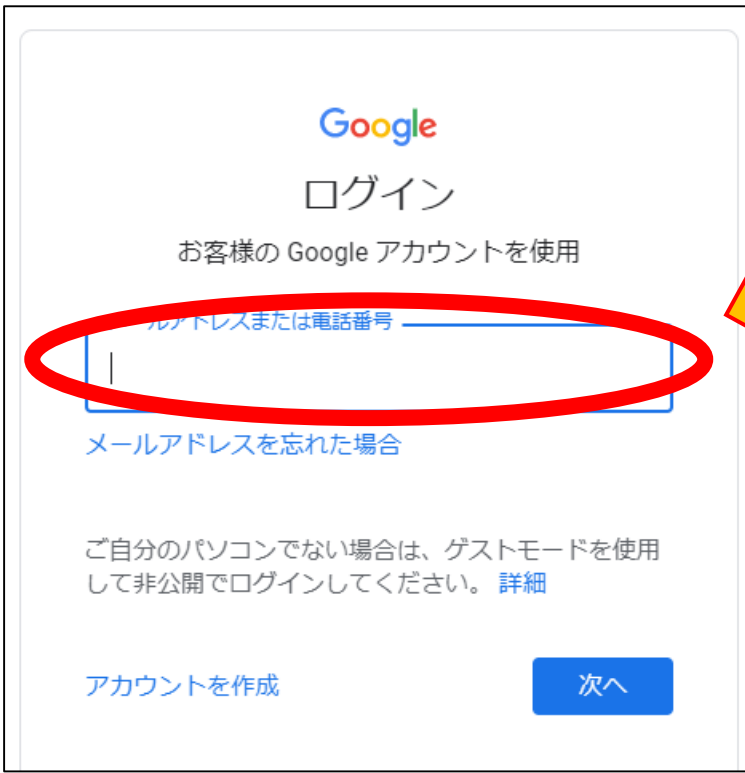 Google
ログイン
お客様の Google アカウントを使用
ルアドレスまたは電話番号
メールアドレスを忘れた場合
ご自分のパソコンでない場合は、ゲストモードを使用
して非公開でログインしてください。 詳細
アカウントを作成
次へ